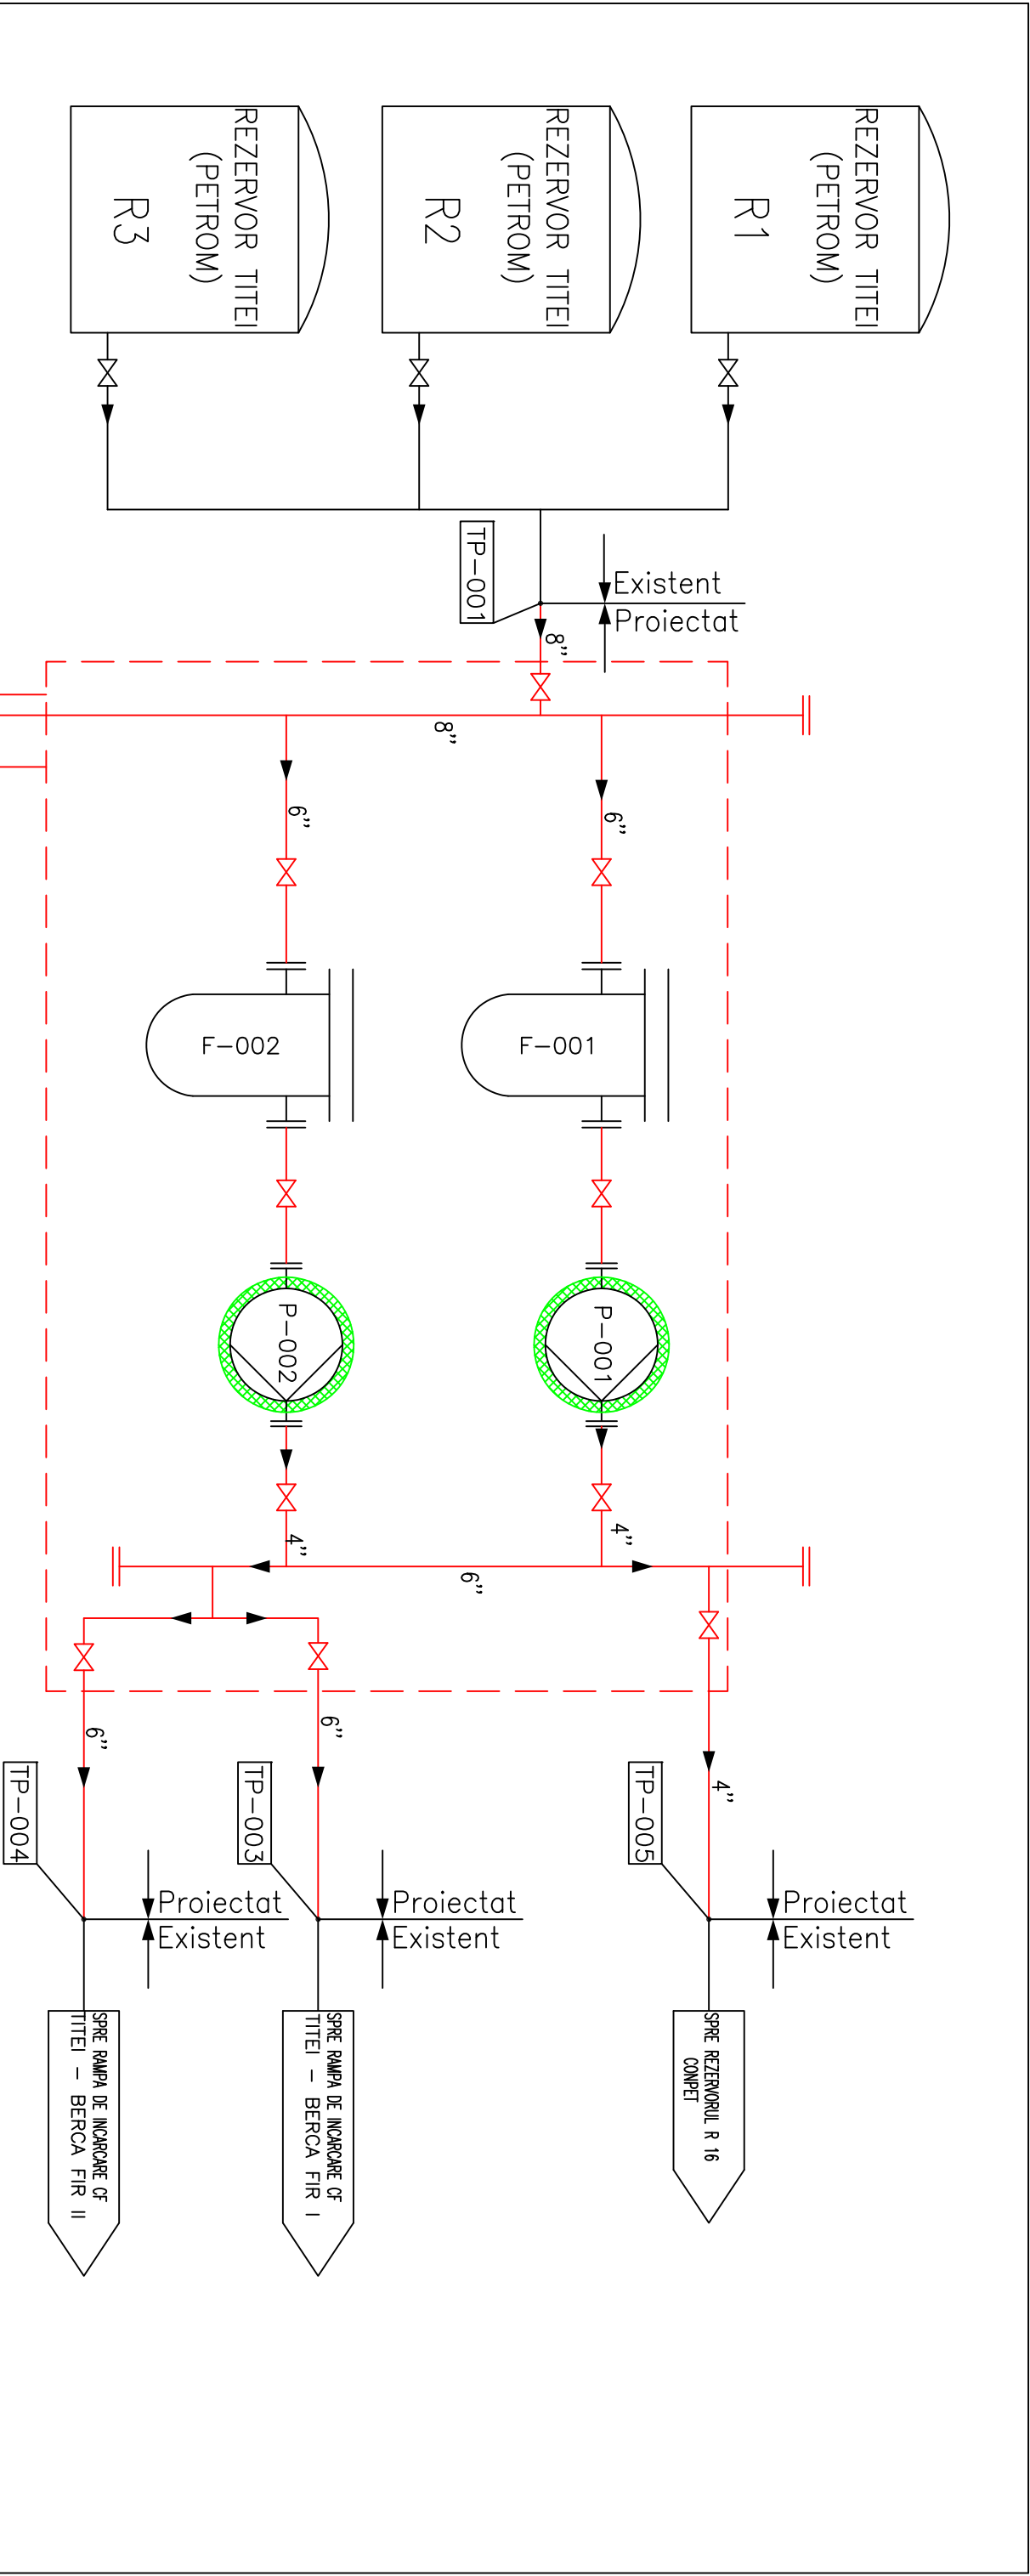 REZERVOR TITEI
(PETROM)
R1
REZERVOR TITEI
(PETROM)
R2
REZERVOR TITEI
(PETROM)
R3
Existent
Proiectat
TP-001
8"
8"
6"
6"
F-001
F-002
P-001
P-002
4"
4"
6"
4"
6"
6"
TP-005
Proiectat
Existent
SPRE REZERVORUL R 16
CONPET
TP-003
Proiectat
Existent
SPRE RAMPA DE INCARCARE CF
TITEI - BERCA FIR I
TP-004
Proiectat
Existent
SPRE RAMPA DE INCARCARE CF
TITEI - BERCA FIR II